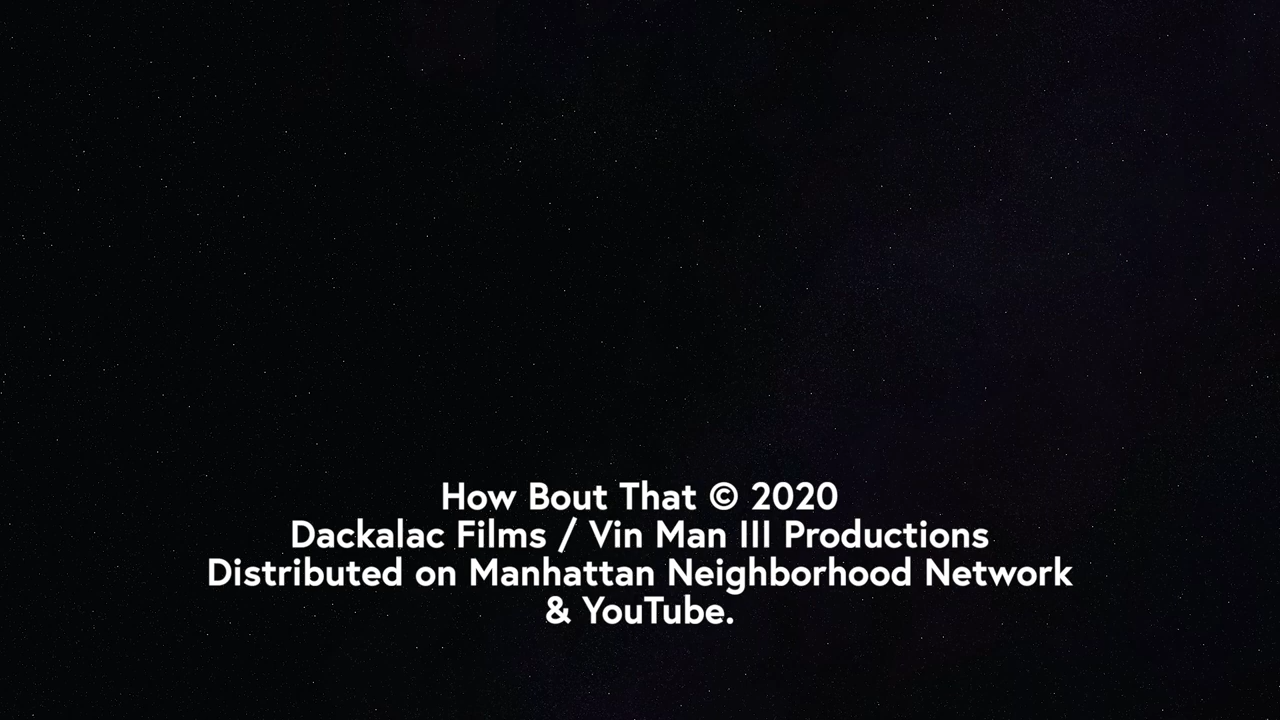 How Bout That © 2020
Dackalac Films / Vin Man III Productions
Distributed on Manhattan Neighborhood Network
& YouTube.